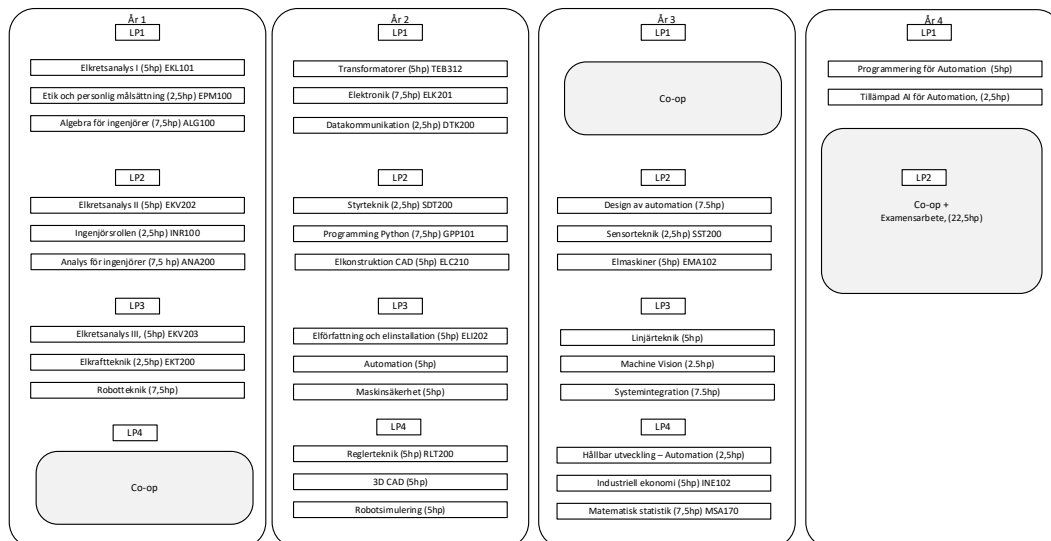 År 1
LP1
Elkretsanalys I (5hp) EKL101
Etik och personlig målsättning (2,5hp) EPM100
Algebra för ingenjörer (7,5hp) ALG100
LP2
Elkretsanalys II (5hp) EKV202
Ingenjörsrollen (2,5hp) INR100
Analys för ingenjörer (7,5 hp) ANA200
LP3
Elkretsanalys III, (5hp) EKV203
Elkraftteknik (2,5hp) EKT200
Robotteknik (7,5hp)
LP4
Co-op
År 2
LP1
Transformatorer (5hp) TEB312
Elektronik (7,5hp) ELK201
Datakommunikation (2,5hp) DTK200
LP2
Styrteknik (2,5hp) SDT200
Programming Python (7,5hp) GPP101
Elkonstruktion CAD (5hp) ELC210
LP3
Elförfattning och elinstallation (5hp) ELI202
Automation (5hp)
Maskinsäkerhet (5hp)
LP4
Reglerteknik (5hp) RLT200
3D CAD (5hp)
Robotsimulering (5hp)
År 3
LP1
Co-op
LP2
Design av automation (7.5hp)
Sensorteknik (2,5hp) SST200
Elmaskiner (5hp) EMA102
LP3
Linjärteknik (5hp)
Machine Vision (2.5hp)
Systemintegration (7.5hp)
LP4
Hållbar utveckling – Automation (2,5hp)
Industriell ekonomi (5hp) INE102
Matematisk statistik (7,5hp) MSA170
År 4
LP1
Programmering för Automation (5hp)
Tillämpad AI för Automation, (2,5hp)
LP2
Co-op +
Examensarbete, (22,5hp)